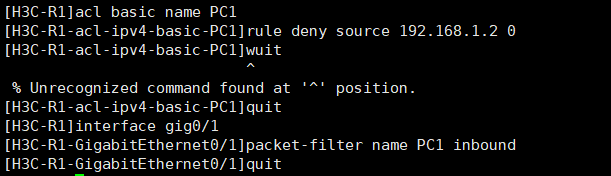 [H3C-R1]acl basic name PC1
[H3C-R1-acl-ipv4-basic-PC1]rule deny source 192.168.1.2 0
[H3C-R1-acl-ipv4-basic-PC1]wuit
^
% Unrecognized command found at '^' position.
[H3C-R1-acl-ipv4-basic-PC1]quit
[H3C-R1]interface gig0/1
[H3C-R1-GigabitEthernet0/1]packet-filter name PC1 inbound
[H3C-R1-GigabitEthernet0/1]quit